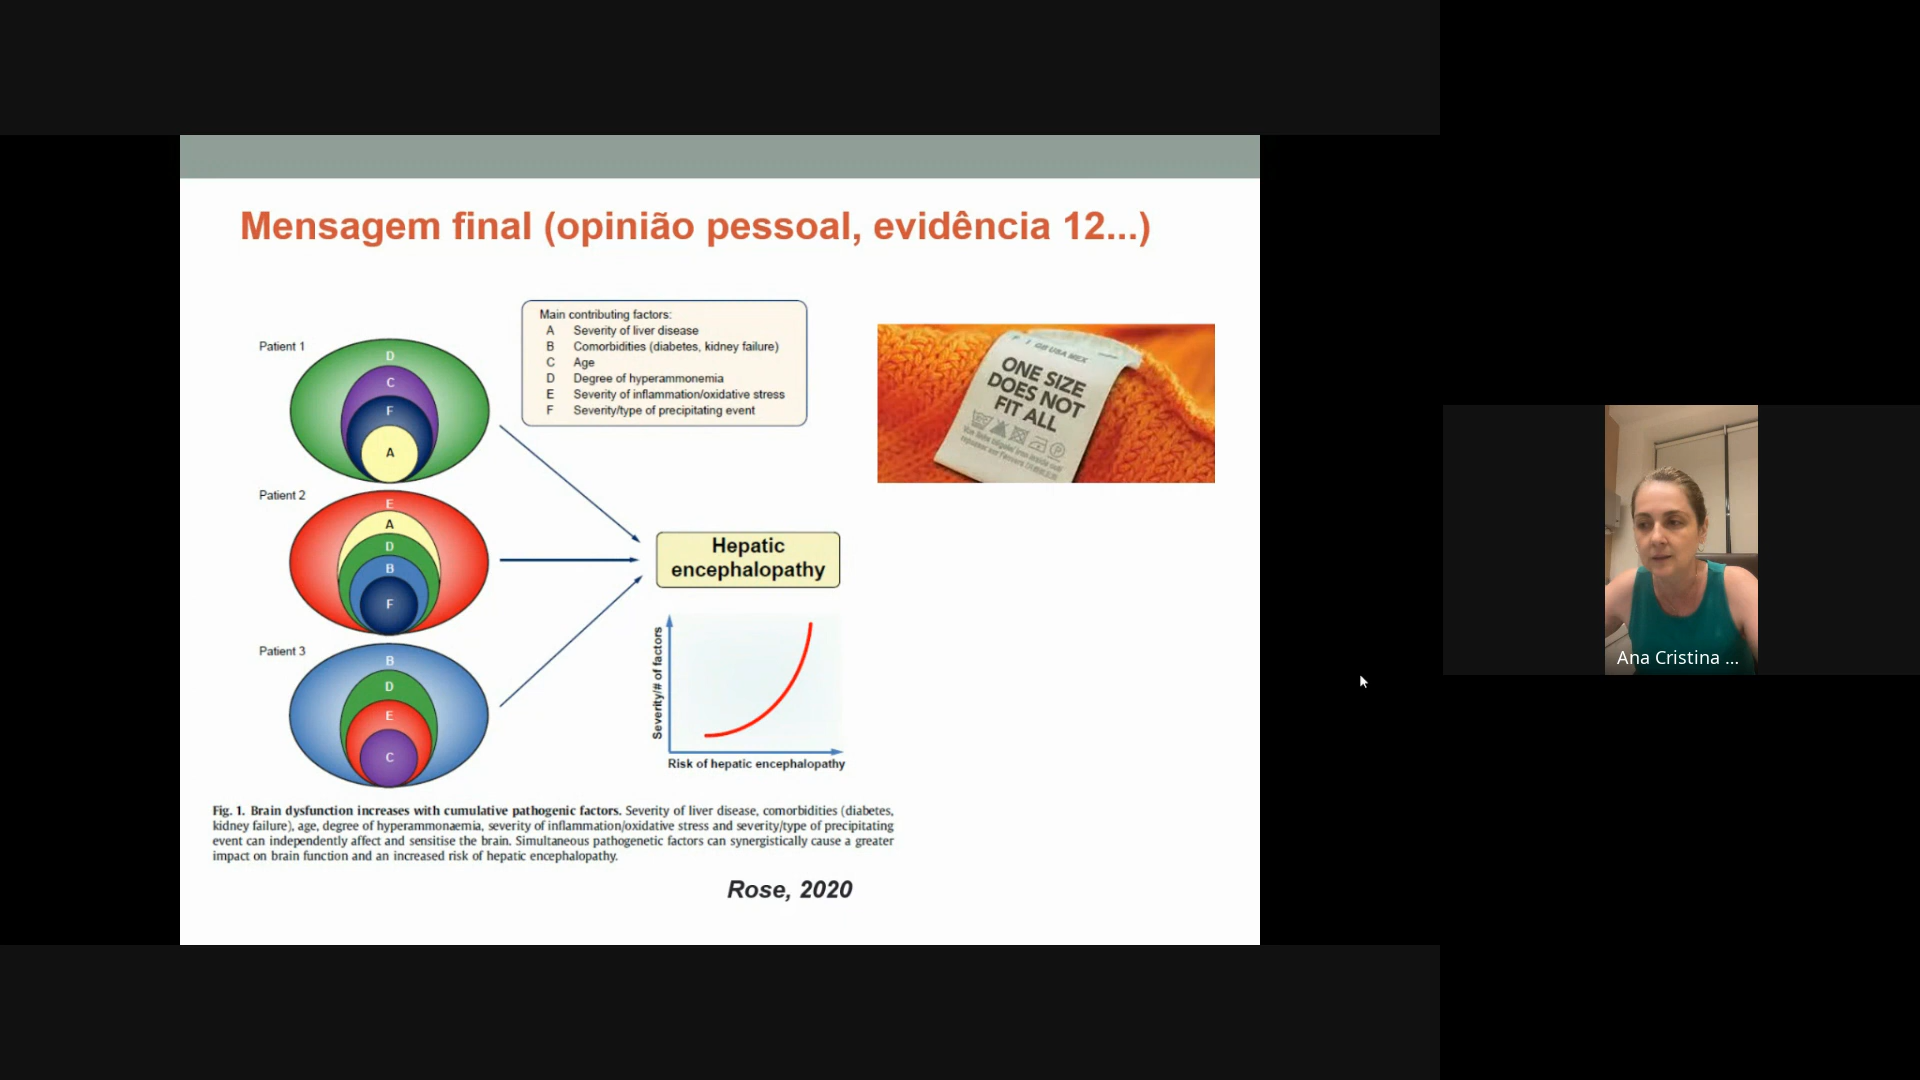 Mensagem final (opinião pessoal, evidência 12...)
Main contributing factors:
A Severity of liver disease
B Comorbidities (diabetes, kidney failure)
C Age
D Degree of hyperammonemia
E Severity of inflammation/oxidative stress
F Severity/type of precipitating event
Patient 1
D
C
F
A
Patient 2
E
A
D
B
F
Patient 3
B
D
E
C
Hepatic
encephalopathy
Severity/# of factors
Risk of hepatic encephalopathy
GB USA MEX
ONE SIZE
DOES NOT
FIT ALL
P
Fig. 1. Brain dysfunction increases with cumulative pathogenic factors. Severity of liver disease, comorbidities (diabetes,
kidney failure), age, degree of hyperammonaemia, severity of inflammation/oxidative stress and severity/type of precipitating
event can independently affect and sensitise the brain. Simultaneous pathogenetic factors can synergistically cause a greater
impact on brain function and an increased risk of hepatic encephalopathy.
Rose, 2020
Ana Cristina ...